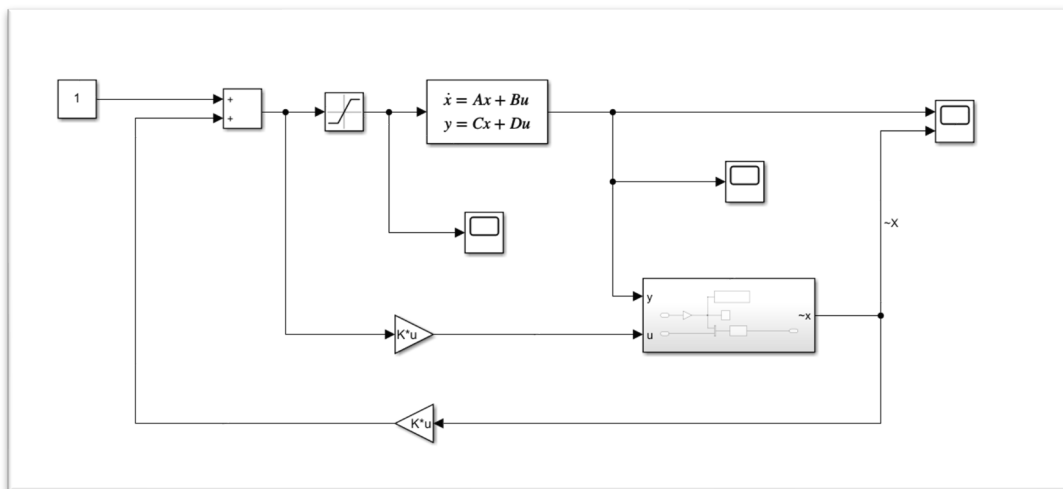 1
+
+
ẋ = Ax + Bu
y = Cx + Du
~X
y
u
~x
K*u
K*u